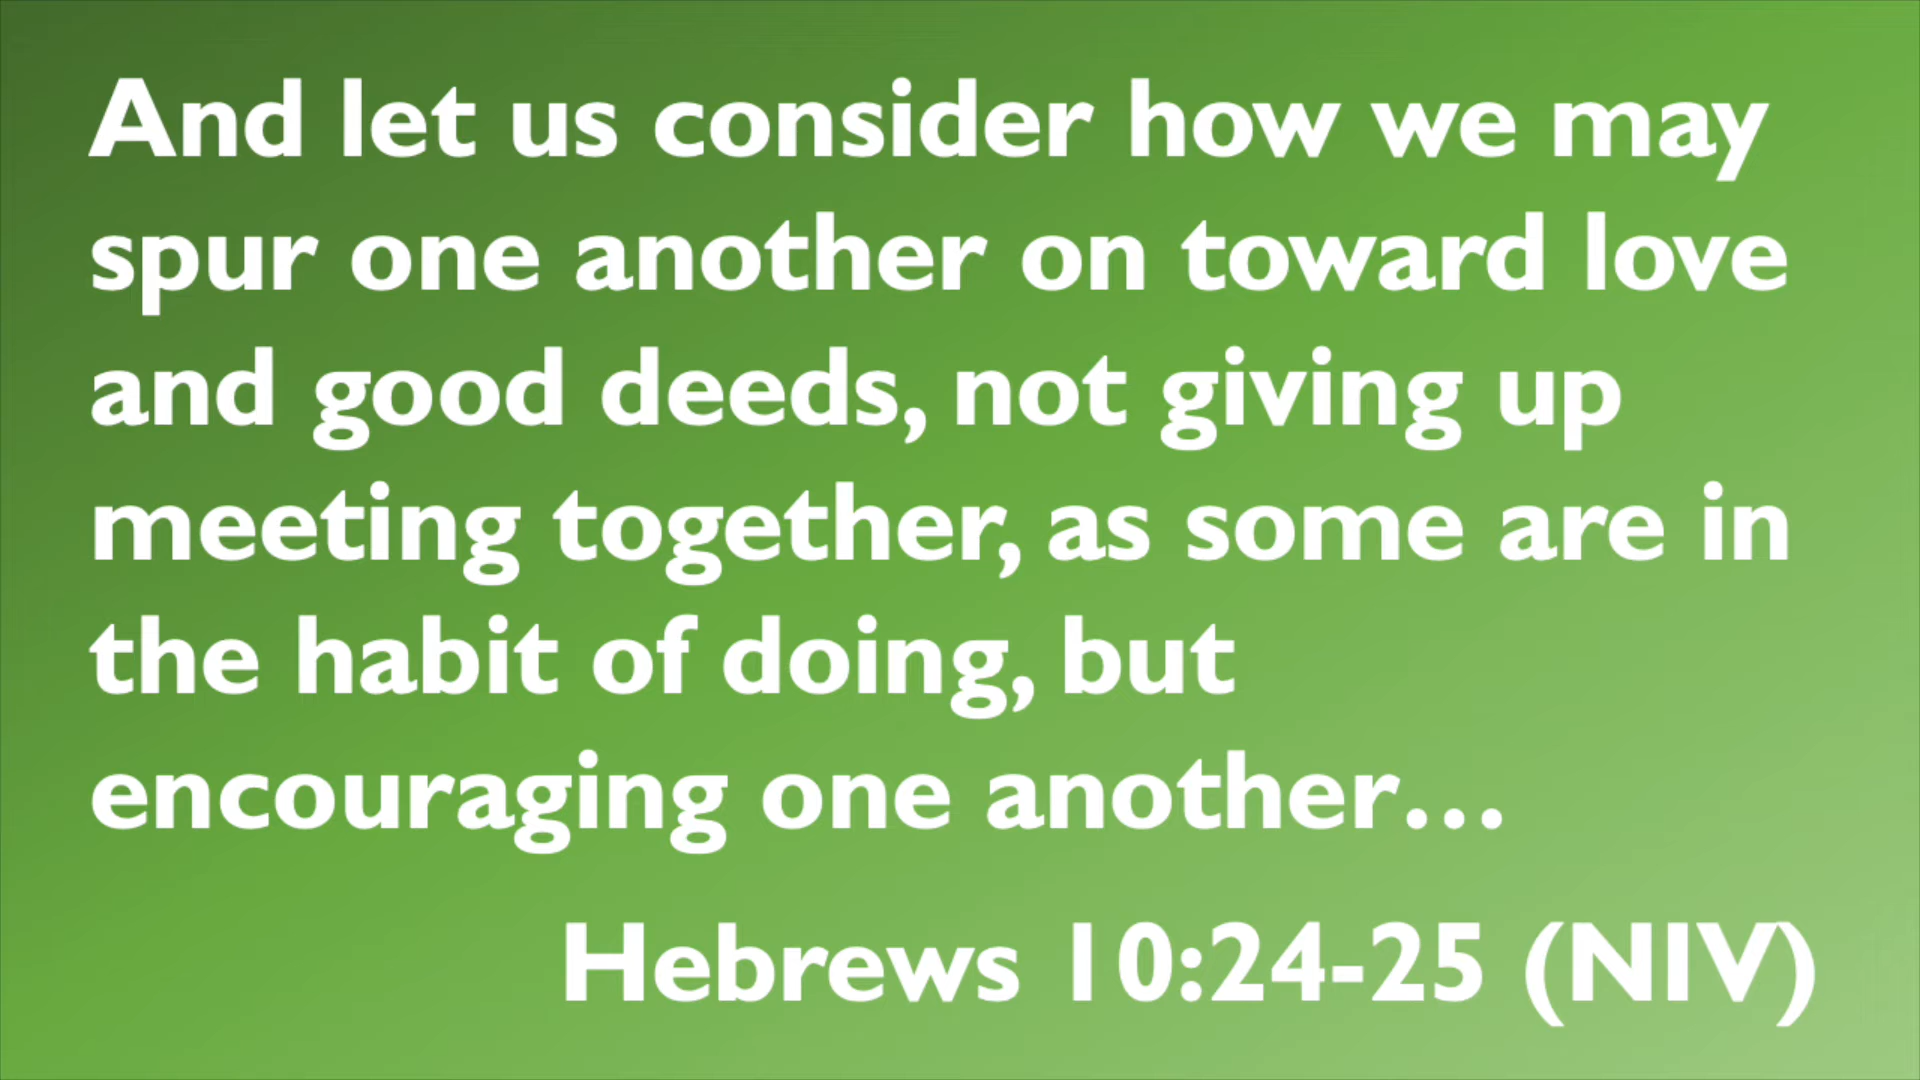 And let us consider how we may
spur one another on toward love
and good deeds, not giving up
meeting together, as some are in
the habit of doing, but
encouraging one another…
Hebrews 10:24-25 (NIV)